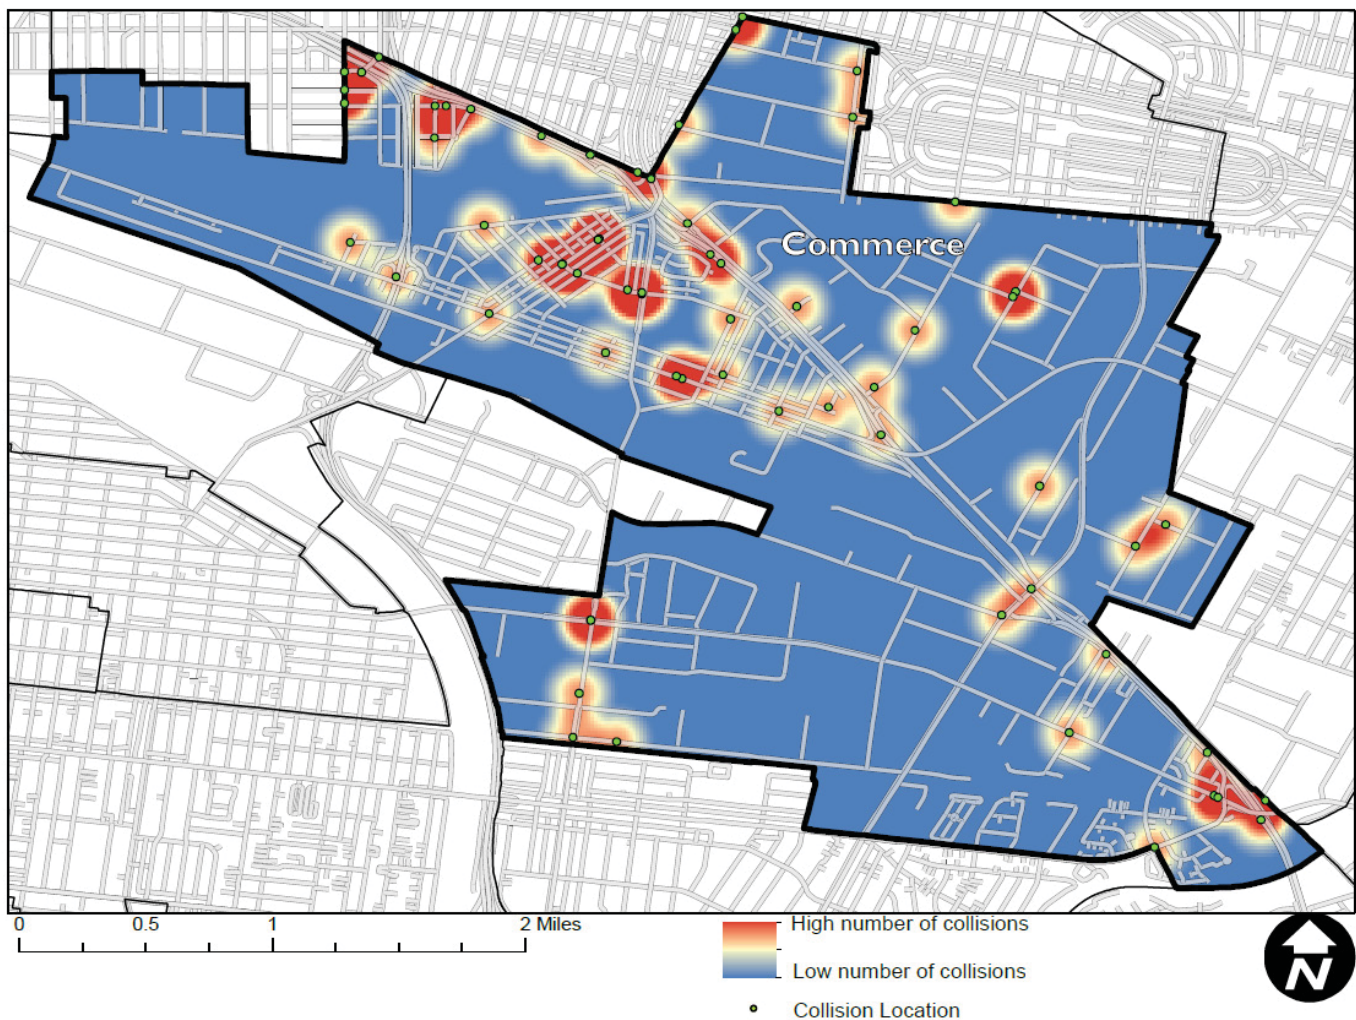 Commerce
0 0.5 1 2 Miles
High number of collisions
Low number of collisions
Collision Location
N